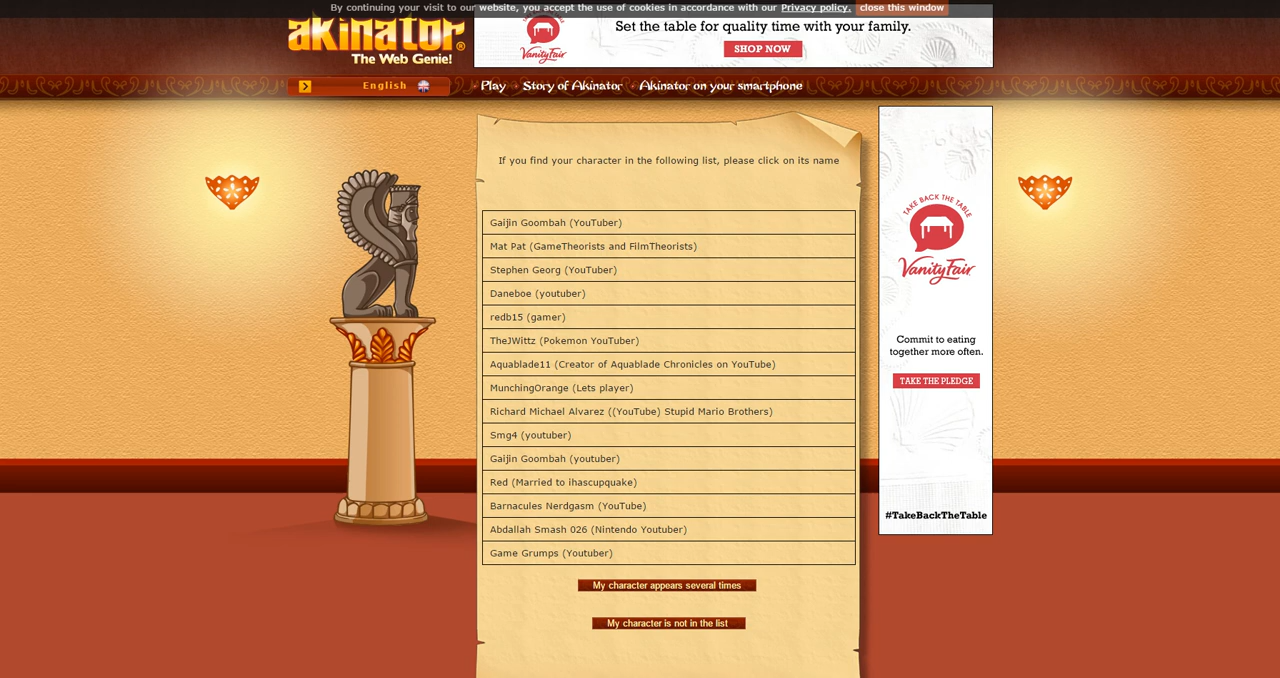 By continuing your visit to our website, you accept the use of cookies in accordance with our Privacy policy. close this window
akinator®
The Web Genie!
Vanity Fair
Set the table for quality time with your family.
SHOP NOW
English
Play
Story of Akinator
Akinator on your smartphone
If you find your character in the following list, please click on its name
Gaijin Goombah (YouTuber)
Mat Pat (GameTheorists and FilmTheorists)
Stephen Georg (YouTuber)
Daneboe (youtuber)
redb15 (gamer)
TheJWittz (Pokemon YouTuber)
Aquablade11 (Creator of Aquablade Chronicles on YouTube)
MunchingOrange (Lets player)
Richard Michael Alvarez ((YouTube) Stupid Mario Brothers)
Smg4 (youtuber)
Gaijin Goombah (youtuber)
Red (Married to ihascupquake)
Barnacules Nerdgasm (YouTube)
Abdallah Smash 026 (Nintendo Youtuber)
Game Grumps (Youtuber)
My character appears several times
My character is not in the list
TAKE BACK THE TABLE
Vanity Fair
Commit to eating
together more often.
TAKE THE PLEDGE
#TakeBackTheTable